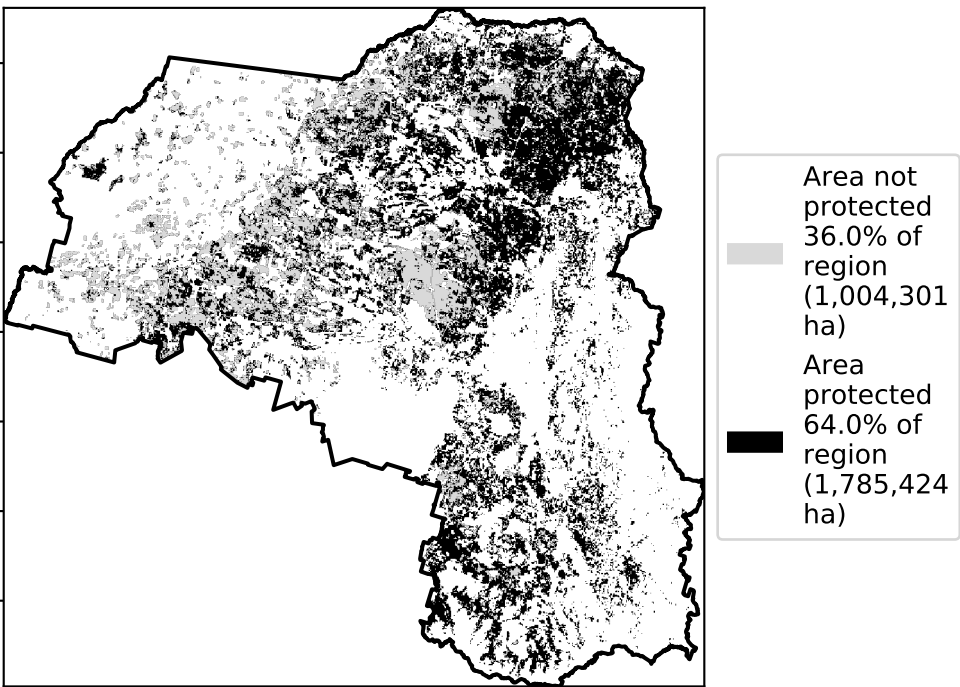 Area not
protected
36.0% of
region
(1,004,301
ha)
Area
protected
64.0% of
region
(1,785,424
ha)